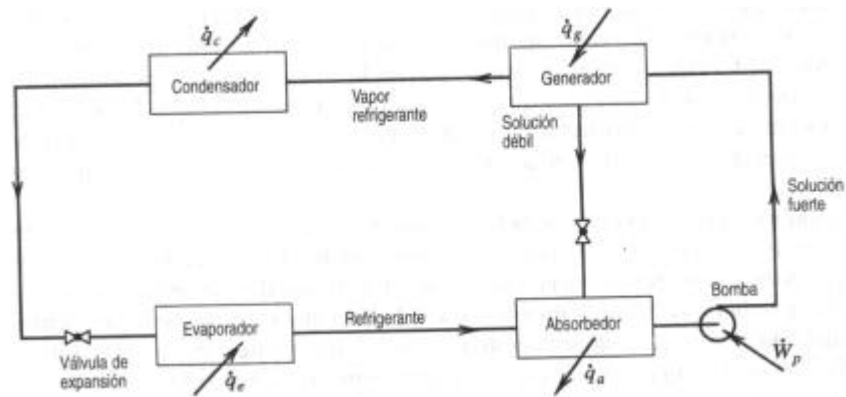 q̇c
q̇g
Condensador
Generador
Vapor
refrigerante
Solución
débil
Solución
fuerte
Bomba
Evaporador
Refrigerante
Absorbedor
Válvula de
expansión
q̇e
q̇a
Ẇp